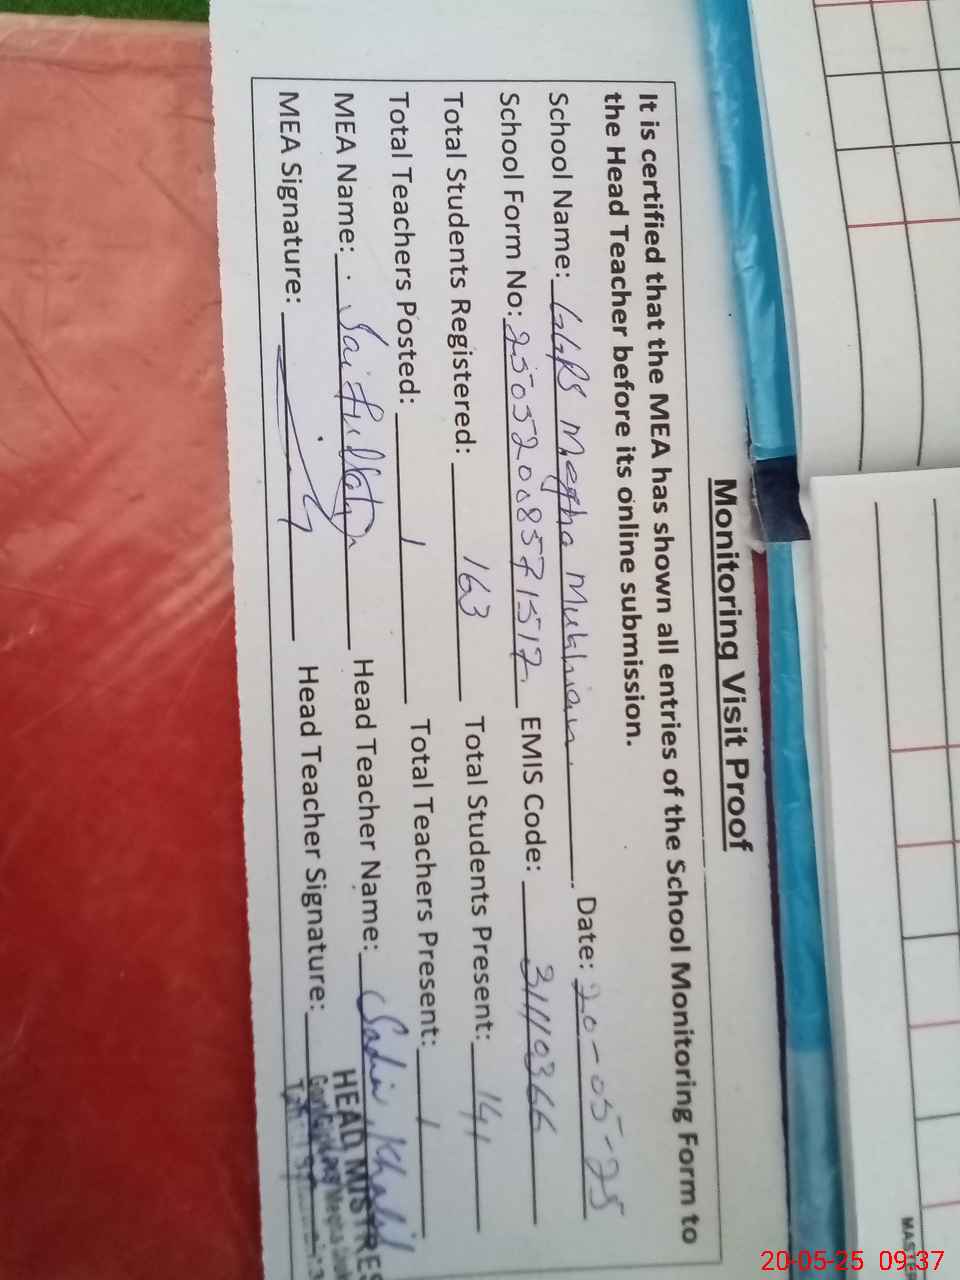 Monitoring Visit Proof
It is certified that the MEA has shown all entries of the School Monitoring Form to
the Head Teacher before its online submission.
School Name: GGPS Megha Mukhian. Date: 20-05-25
School Form No: 25052008571517 EMIS Code: 31110366
Total Students Registered: 163 Total Students Present: 141
Total Teachers Posted: 1 Total Teachers Present: 1
MEA Name: Head Teacher Name: Sadia Khalid
MEA Signature: Head Teacher Signature:
HEAD MISTRES
20-05-25 09:37